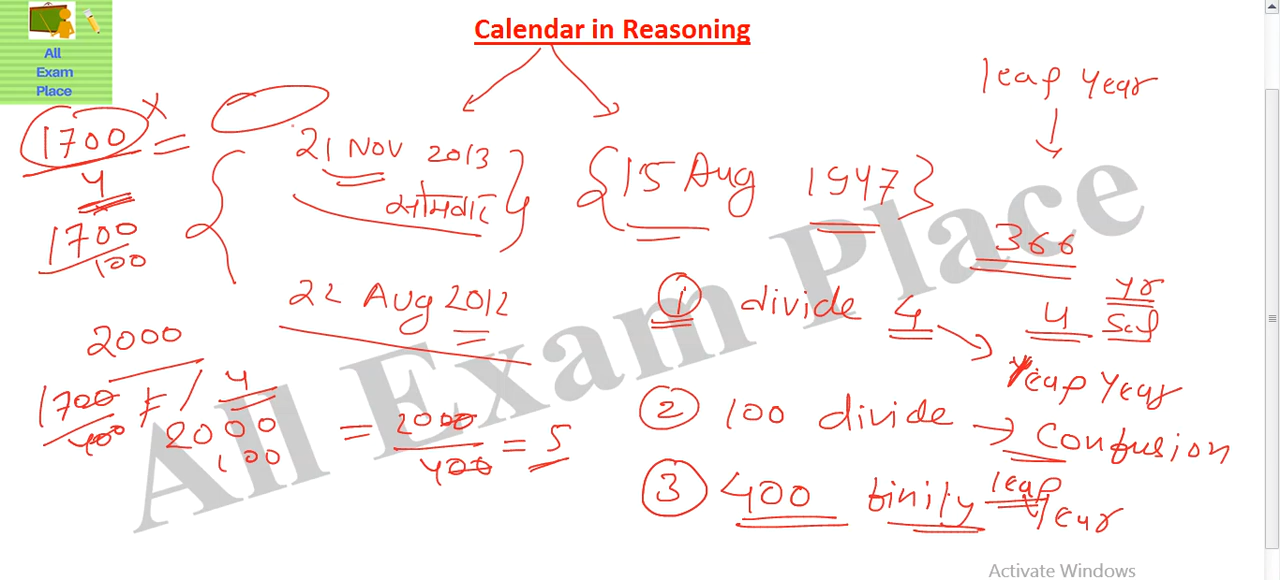 Calendar in Reasoning
All
Exam
Place
leap year
1700 x =
4
1700
100
21 Nov 2013
सोमवार
15 Aug 1947
366
22 Aug 2012
① divide 4 → 4 yr
leap year
2000
4
1700
400
2000
100
= 2000 = 5
400
② 100 divide → confusion
③ 400 finity leap
year
All Exam Place
Activate Windows